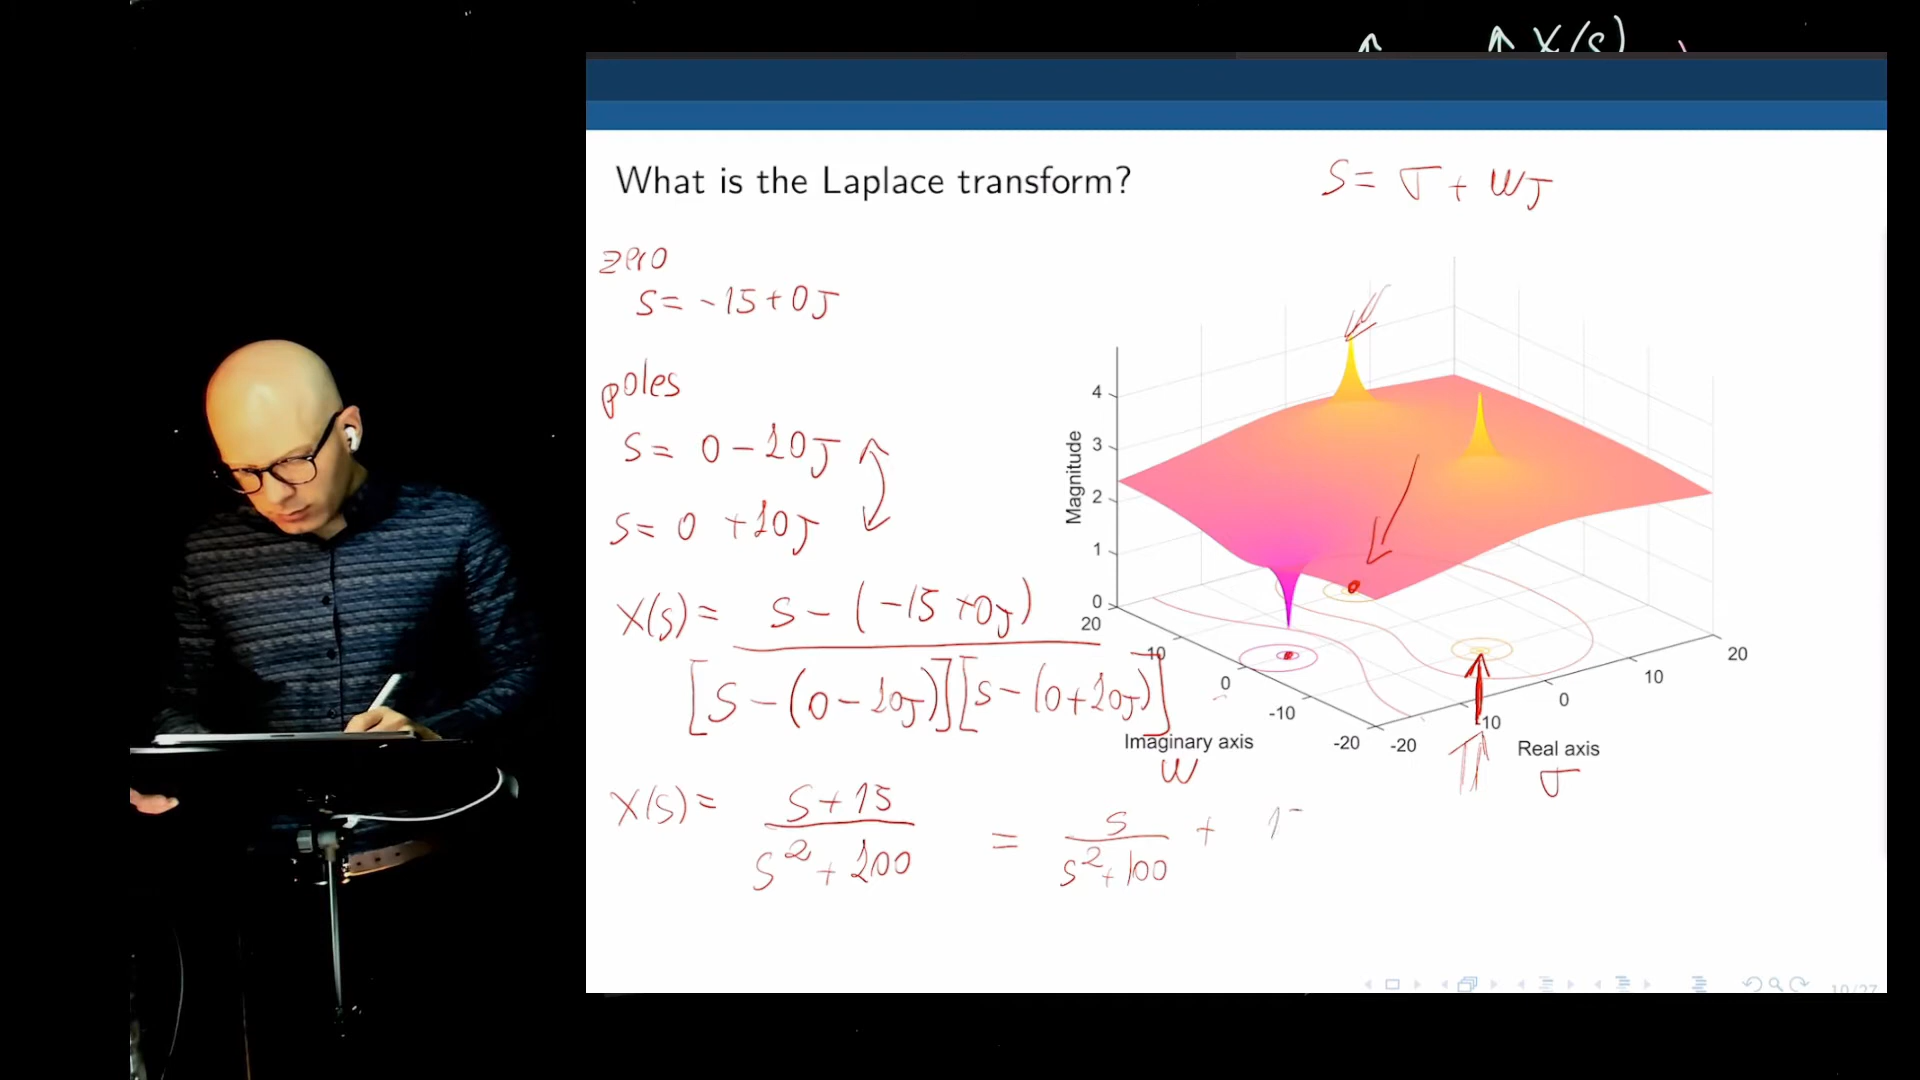 X(s)
What is the Laplace transform?
S = σ + ωJ
zero
S = -15 + 0J
poles
S = 0 - 10J
S = 0 + 10J
X(s) = S - (-15 + 0J)
[S - (0 - 10J)][S - (0 + 10J)]
X(s) = S + 15
S² + 100
= S
S² + 100
+ 1
Magnitude
4
3
2
1
0
20
10
0
-10
-20
Imaginary axis
ω
-20
-10
0
10
20
Real axis
σ